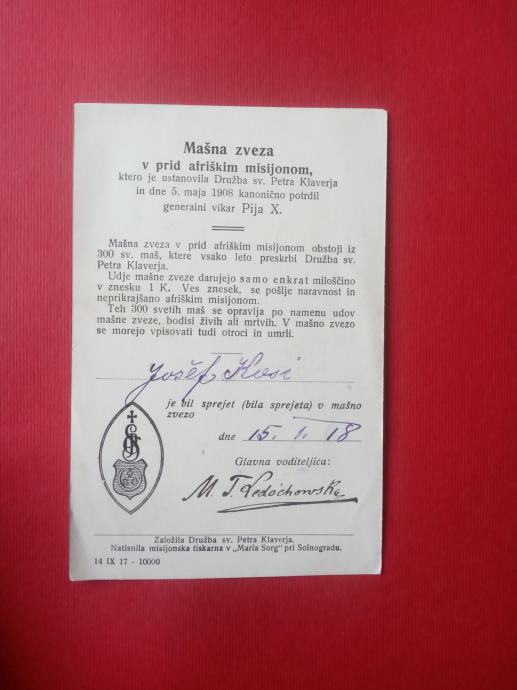 Mašna zveza
v prid afriškim misijonom,
ktero je ustanovila Družba sv. Petra Klaverja
in dne 5. maja 1908 kanonično potrdil
generalni vikar Pija X.
Mašna zveza v prid afriškim misijonom obstoji iz
300 sv. maš, ktere vsako leto preskrbi Družba sv.
Petra Klaverja.
Udje mašne zveze darujejo samo enkrat miloščino
v znesku 1 K. Ves znesek, se pošlje naravnost in
neprikrajšano afriškim misijonom.
Teh 300 svetih maš se opravlja po namenu udov
mašne zveze, bodisi živih ali mrtvih. V mašno zvezo
se morejo vpisovati tudi otroci in umrli.
Jožef Kosi
je bil sprejet (bila sprejeta) v mašno
zvezo
dne 15. 1. 18
Glavna voditeljica:
M. T. Ledóchowska
Založila Družba sv. Petra Klaverja.
Natisnila misijonska tiskarna v „Maria Sorg" pri Solnogradu.
14 IX 17 - 10000